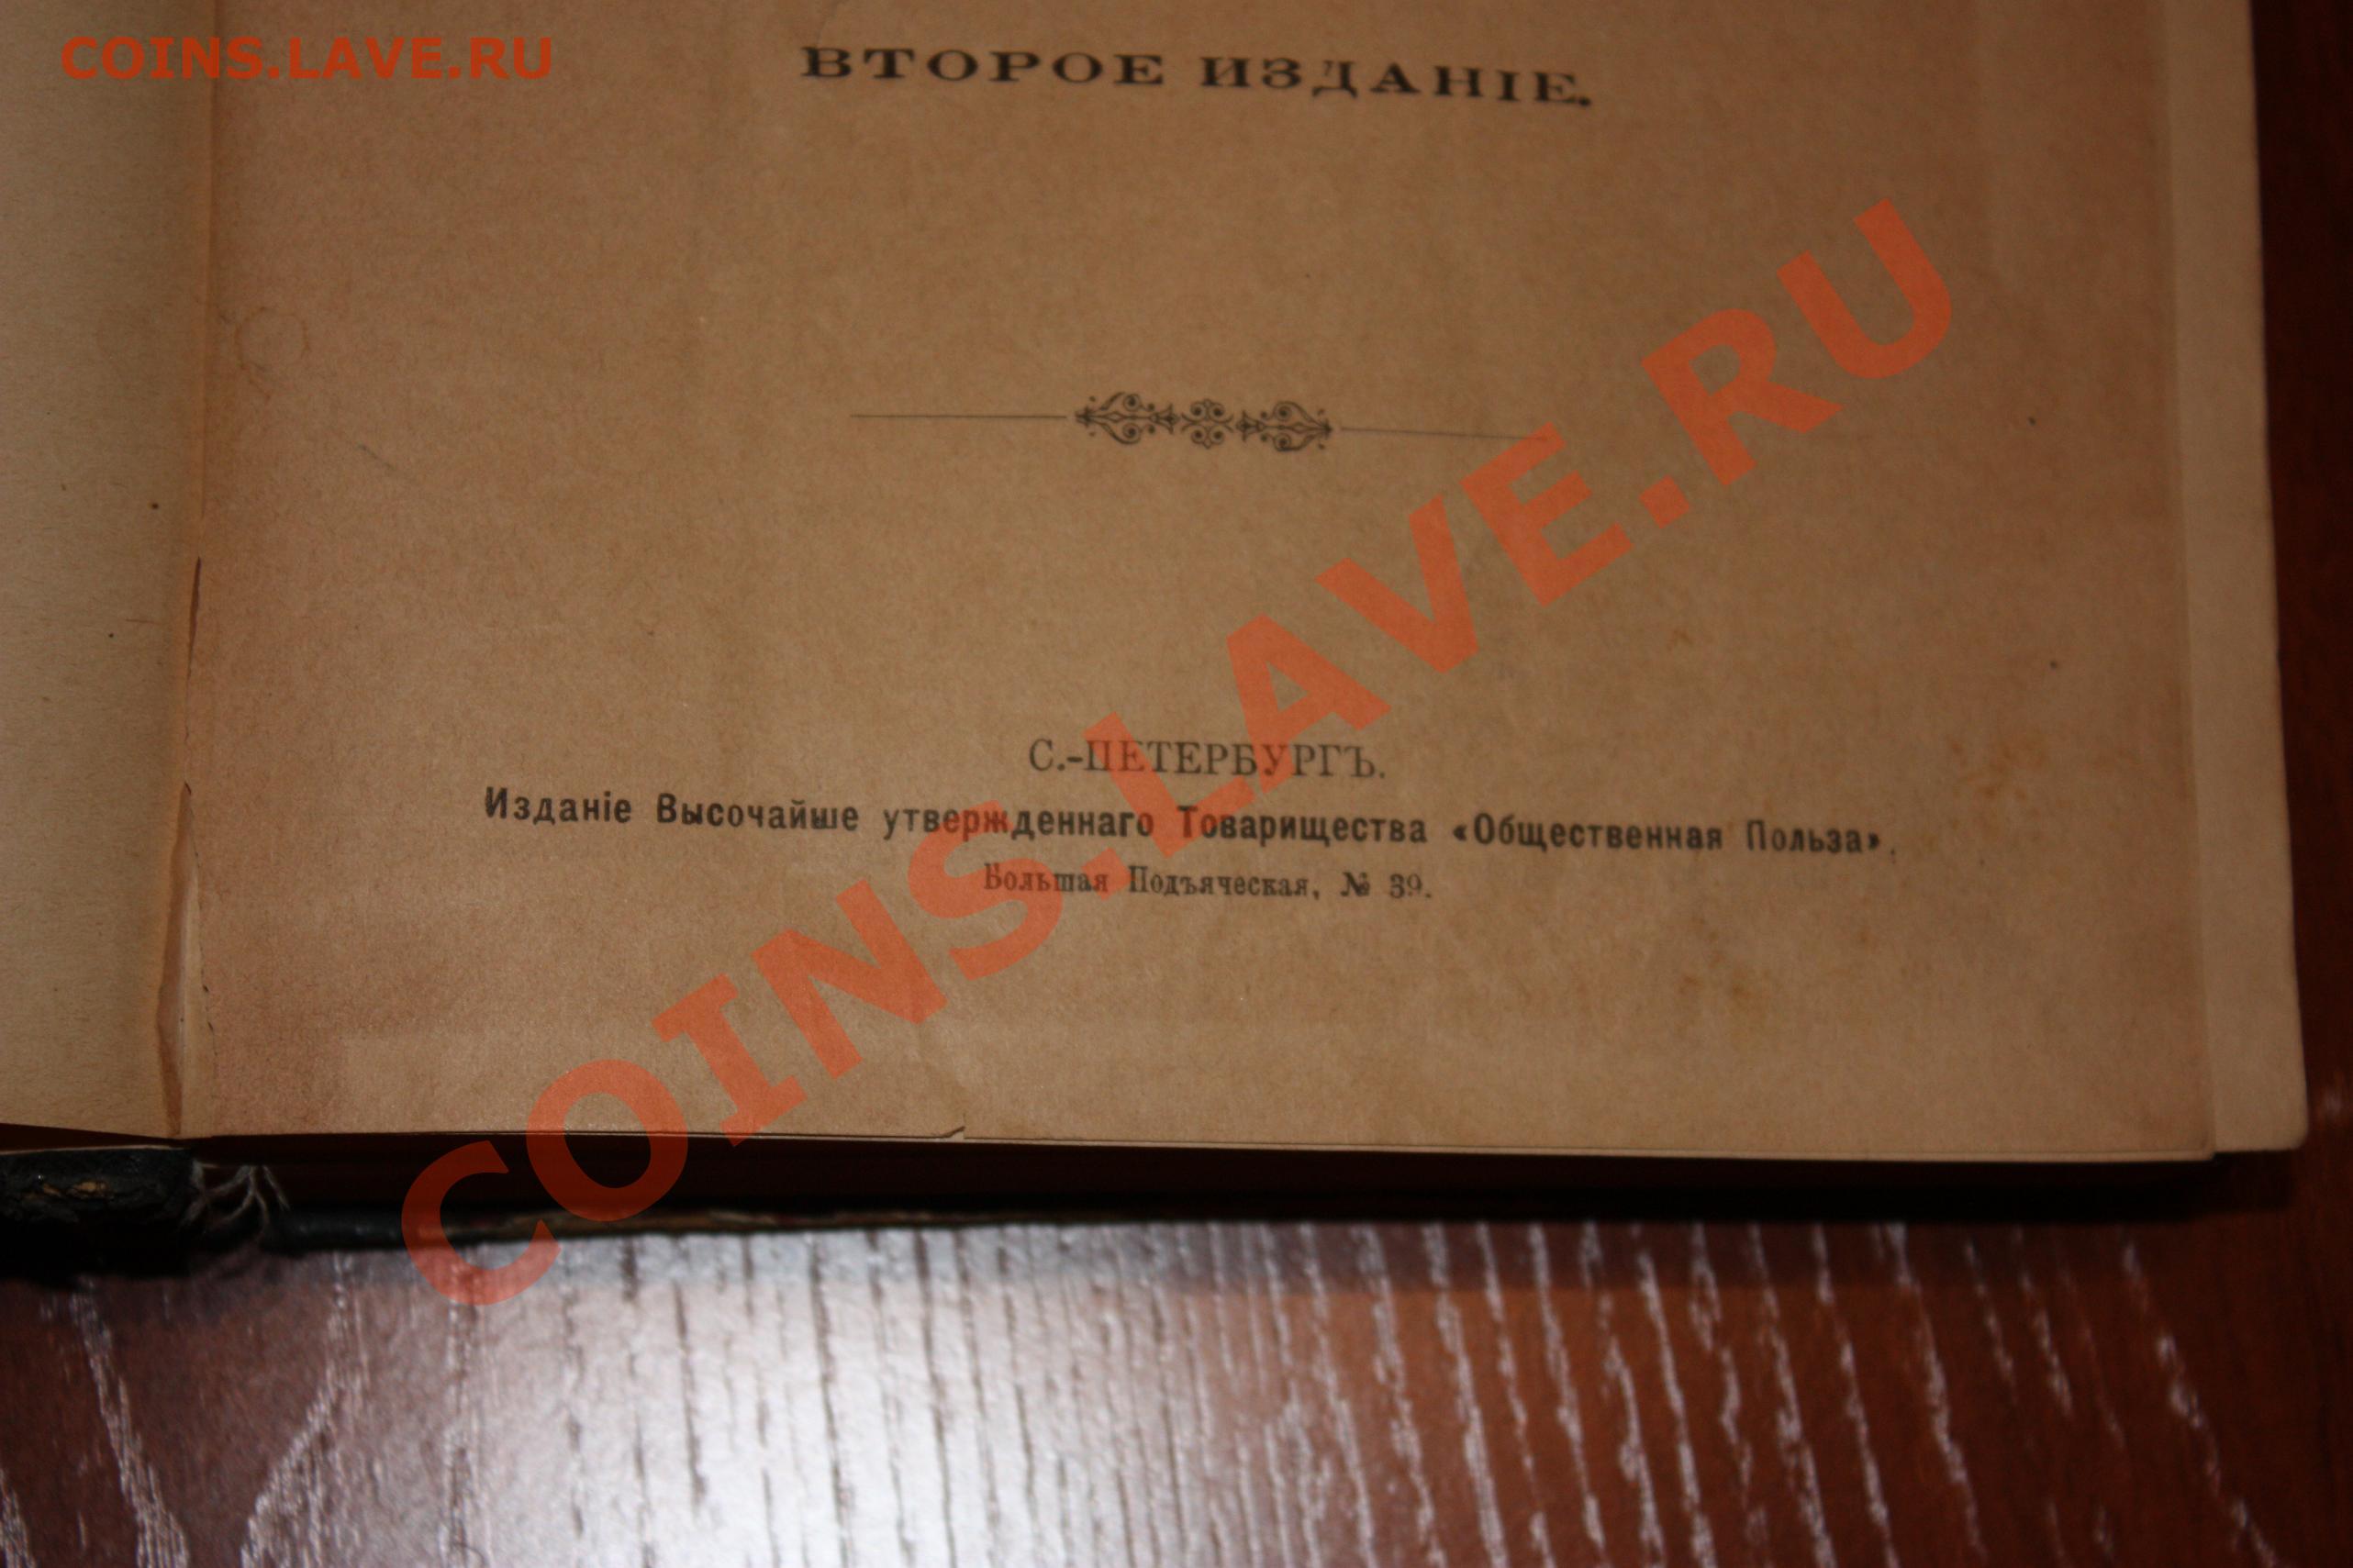 COINS.LAVE.RU
ВТОРОЕ ИЗДАНІЕ.
С.-ПЕТЕРБУРГЪ.
Изданіе Высочайше утвержденнаго Товарищества «Общественная Польза».
Большая Подъяческая, № 39.
COINS.LAVE.RU